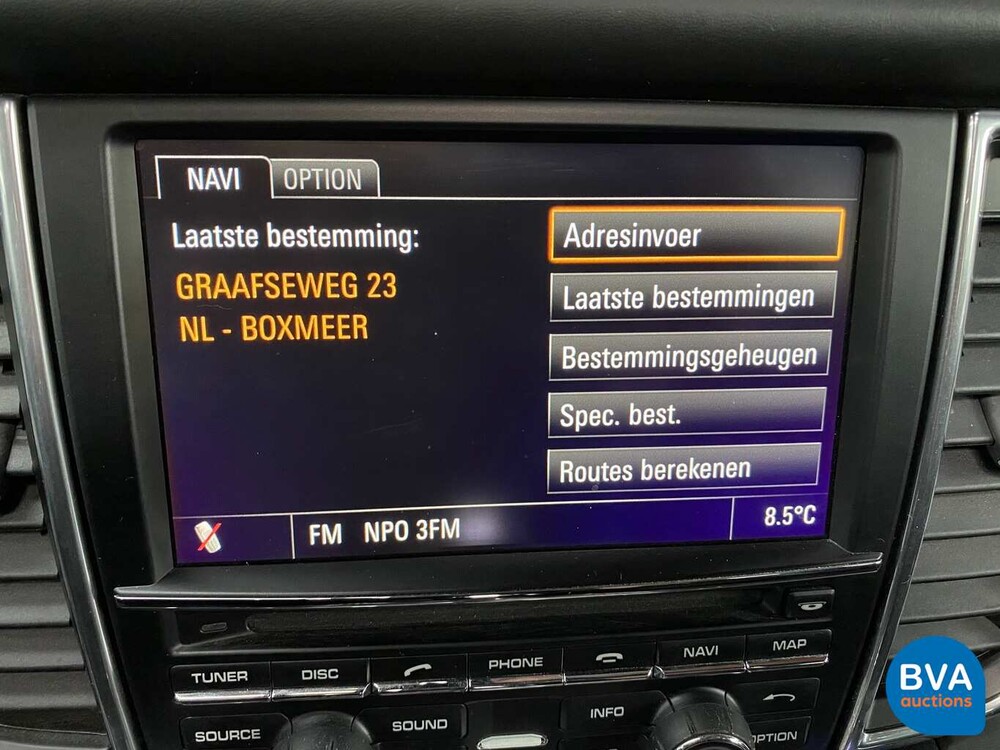 NAVI
OPTION
Laatste bestemming:
GRAAFSEWEG 23
NL - BOXMEER
Adresinvoer
Laatste bestemmingen
Bestemmingsgeheugen
Spec. best.
Routes berekenen
FM NPO 3FM
8.5°C
TUNER
DISC
PHONE
NAVI
MAP
SOURCE
SOUND
INFO
OPTION
BVA
auctions